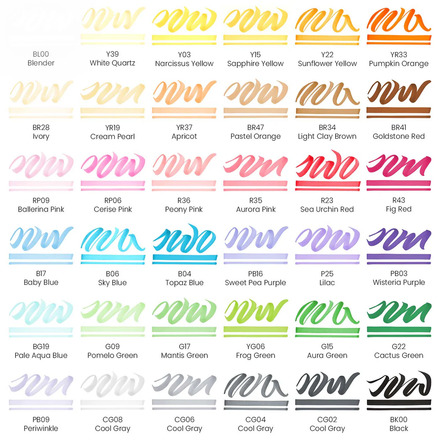 BL00 Y39 Y03 Y15 Y22 YR33
Blender White Quartz Narcissus Yellow Sapphire Yellow Sunflower Yellow Pumpkin Orange
BR28 YR19 YR37 BR47 BR34 BR41
Ivory Cream Pearl Apricot Pastel Orange Light Clay Brown Goldstone Red
RP09 RP06 R36 R35 R23 R43
Ballerina Pink Cerise Pink Peony Pink Aurora Pink Sea Urchin Red Fig Red
B17 B06 B04 PB16 P25 PB03
Baby Blue Sky Blue Topaz Blue Sweet Pea Purple Lilac Wisteria Purple
BG19 G09 G17 YG06 G15 G22
Pale Aqua Blue Pomelo Green Mantis Green Frog Green Aura Green Cactus Green
PB09 CG08 CG06 CG04 CG02 BK00
Periwinkle Cool Gray Cool Gray Cool Gray Cool Gray Black